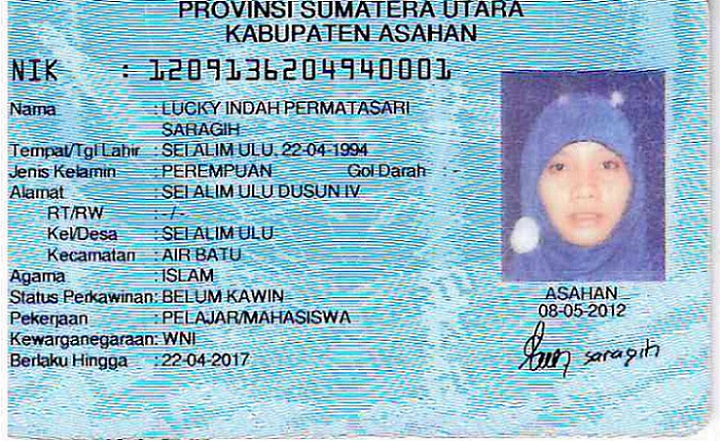 PROVINSI SUMATERA UTARA
KABUPATEN ASAHAN
NIK : 1209136204940001
Nama : LUCKY INDAH PERMATASARI
SARAGIH
Tempat/Tgl Lahir : SEI ALIM ULU, 22-04-1994
Jenis Kelamin : PEREMPUAN Gol Darah : -
Alamat : SEI ALIM ULU DUSUN IV
RT/RW : - / -
Kel/Desa : SEI ALIM ULU
Kecamatan : AIR BATU
Agama : ISLAM
Status Perkawinan: BELUM KAWIN
Pekerjaan : PELAJAR/MAHASISWA
Kewarganegaraan: WNI
Berlaku Hingga : 22-04-2017
ASAHAN
08-05-2012
saragih